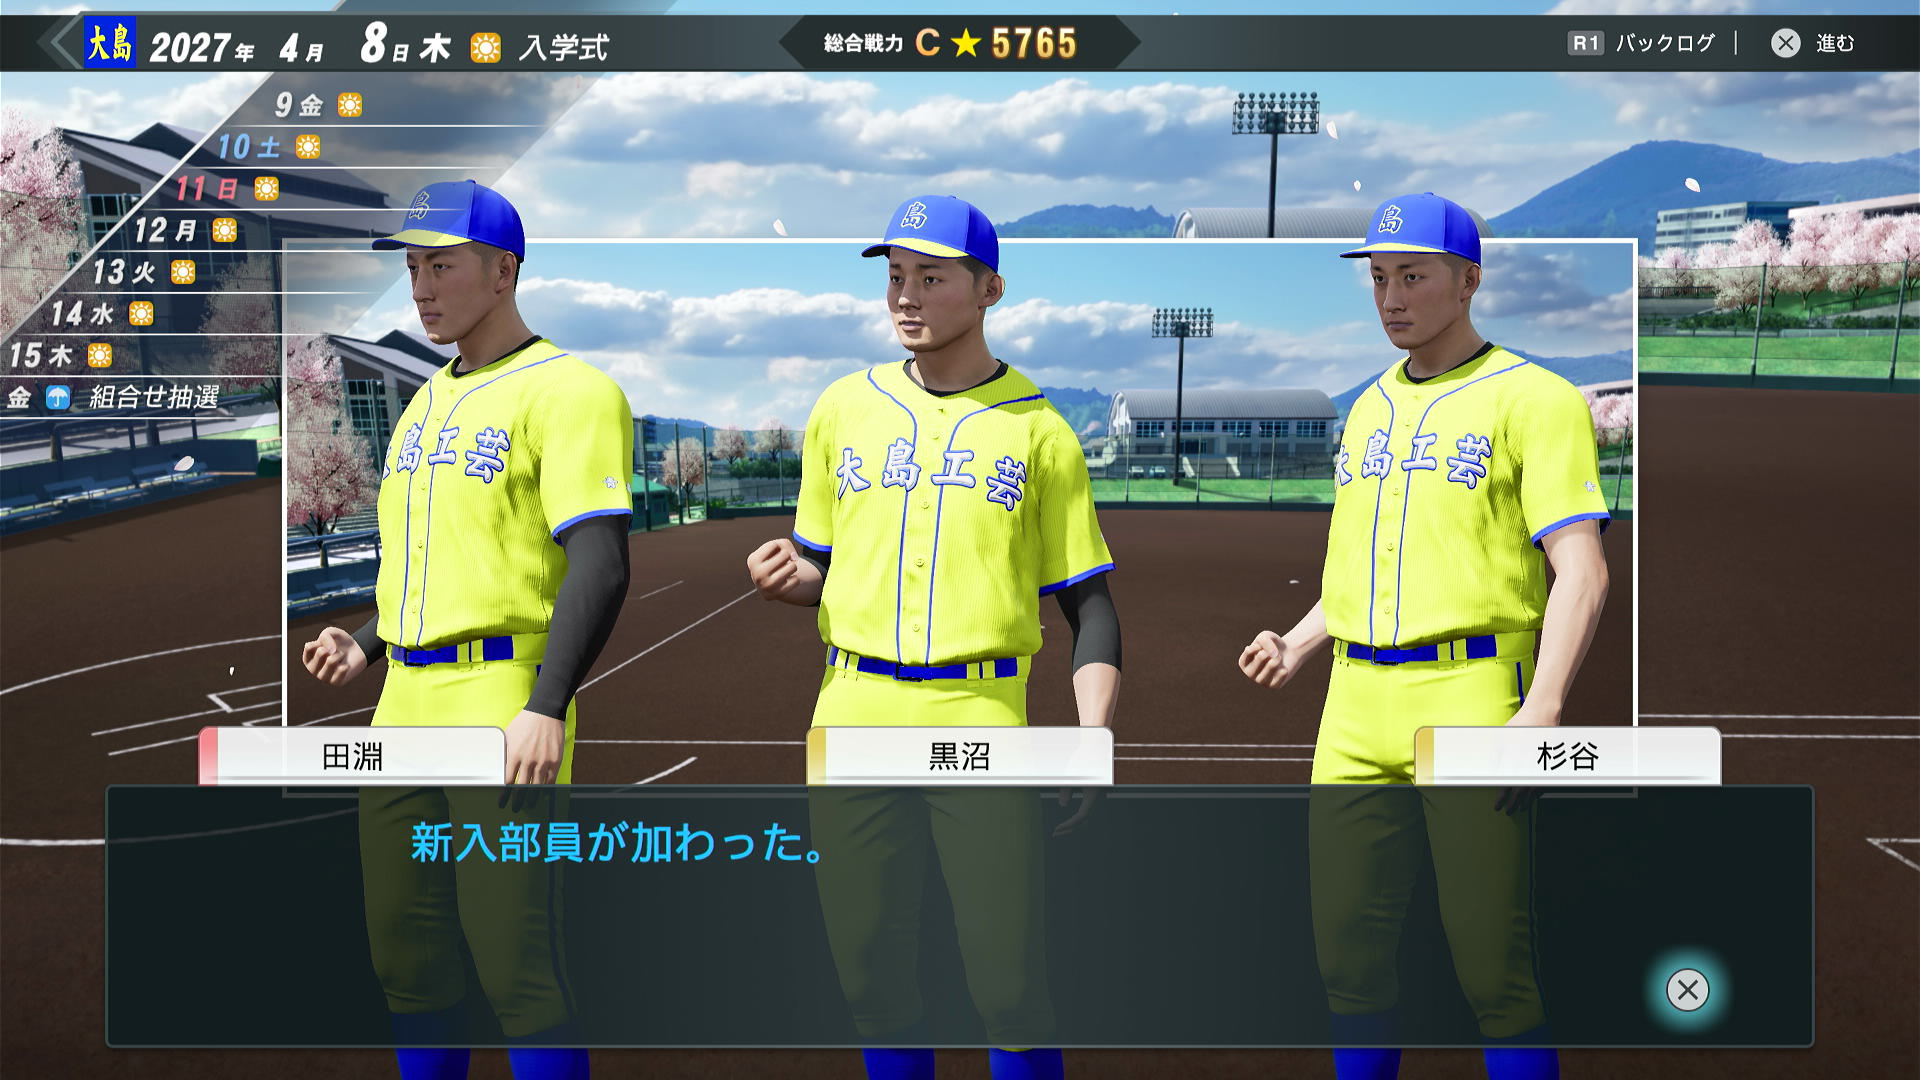 大島 2027年 4月 8日 木 入学式
総合戦力 C ★ 5765
R1 バックログ
進む
9 金
10 土
11 日
12 月
13 火
14 水
15 木
金 組合せ抽選
島
島
島
島工芸
大島工芸
大島工芸
田淵
黒沼
杉谷
新入部員が加わった。